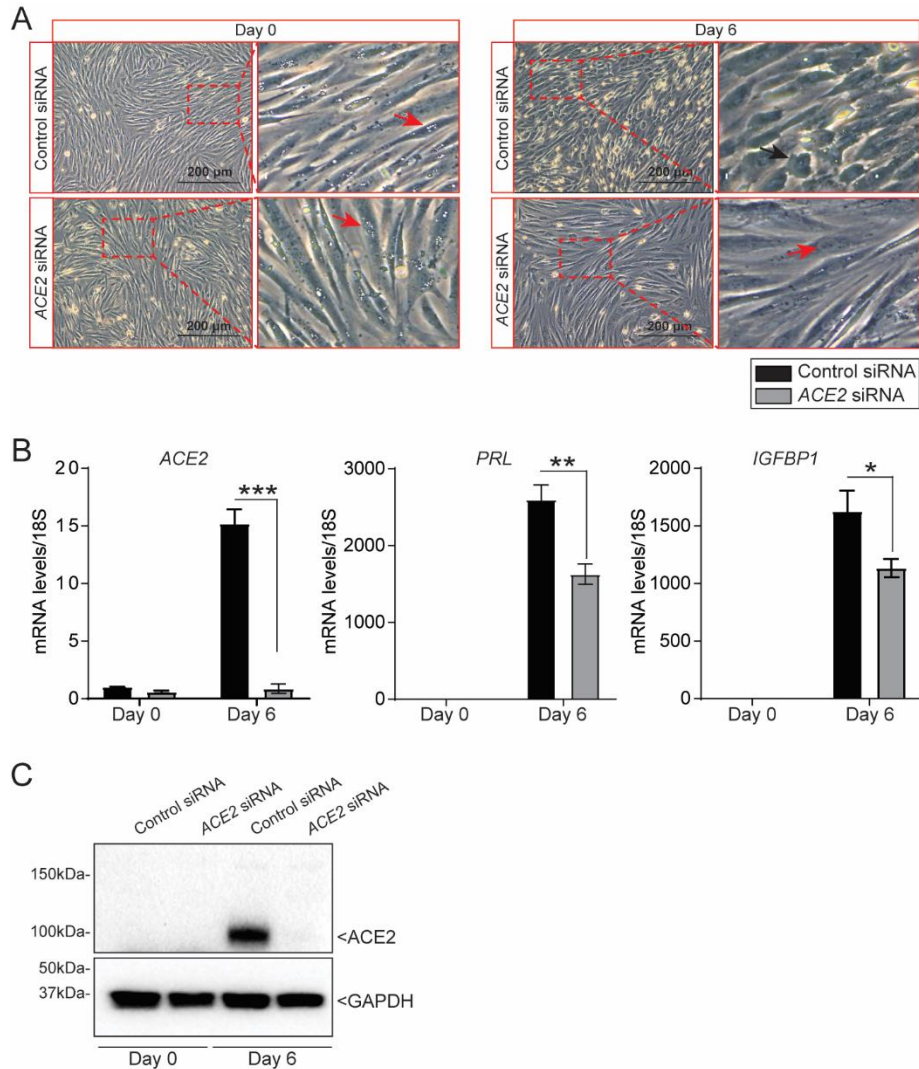 A
Day 0
Day 6
Control siRNA
200 µm
200 µm
ACE2 siRNA
200 µm
200 µm
Control siRNA
ACE2 siRNA
B
ACE2
PRL
IGFBP1
mRNA levels/18S
20
15
10
5
0
***
Day 0
Day 6
mRNA levels/18S
3000
2000
1000
0
**
Day 0
Day 6
mRNA levels/18S
2000
1500
1000
500
0
*
Day 0
Day 6
C
Control siRNA
ACE2 siRNA
Control siRNA
ACE2 siRNA
150kDa-
100kDa-
<ACE2
50kDa-
37kDa-
<GAPDH
Day 0
Day 6